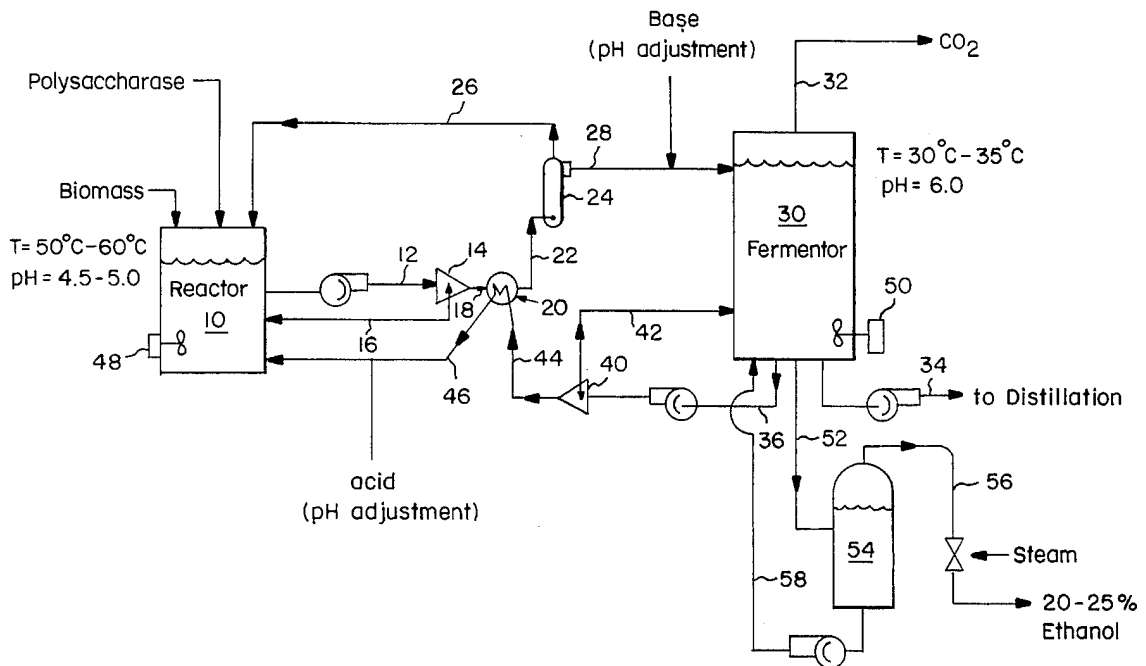 Base
(pH adjustment)
CO2
32
Polysaccharase
26
28
T = 30°C-35°C
pH = 6.0
24
Biomass
30
Fermentor
T = 50°C-60°C
pH = 4.5-5.0
12
14
22
Reactor
10
18
20
50
16
42
48
44
40
34
46
to Distillation
36
52
acid
(pH adjustment)
56
54
Steam
58
20-25%
Ethanol